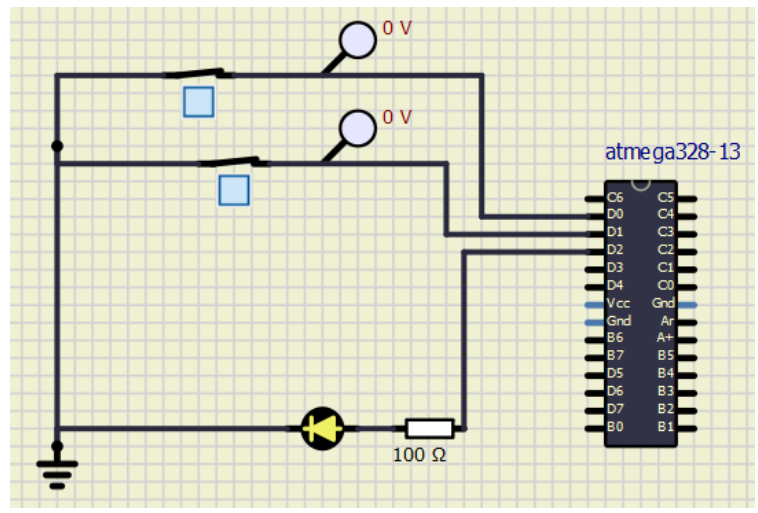 0 V
0 V
atmega328-13
C6 C5
D0 C4
D1 C3
D2 C2
D3 C1
D4 C0
Vcc Gnd
Gnd Ar
B6 A+
B7 B5
D5 B4
D6 B3
D7 B2
B0 B1
100 Ω